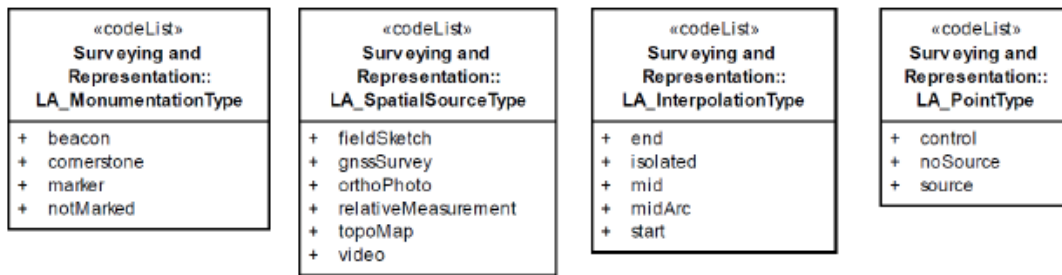 «codeList»
Surveying and
Representation::
LA_MonumentationType
+ beacon
+ cornerstone
+ marker
+ notMarked
«codeList»
Surveying and
Representation::
LA_SpatialSourceType
+ fieldSketch
+ gnssSurvey
+ orthoPhoto
+ relativeMeasurement
+ topoMap
+ video
«codeList»
Surveying and
Representation::
LA_InterpolationType
+ end
+ isolated
+ mid
+ midArc
+ start
«codeList»
Surveying and
Representation::
LA_PointType
+ control
+ noSource
+ source